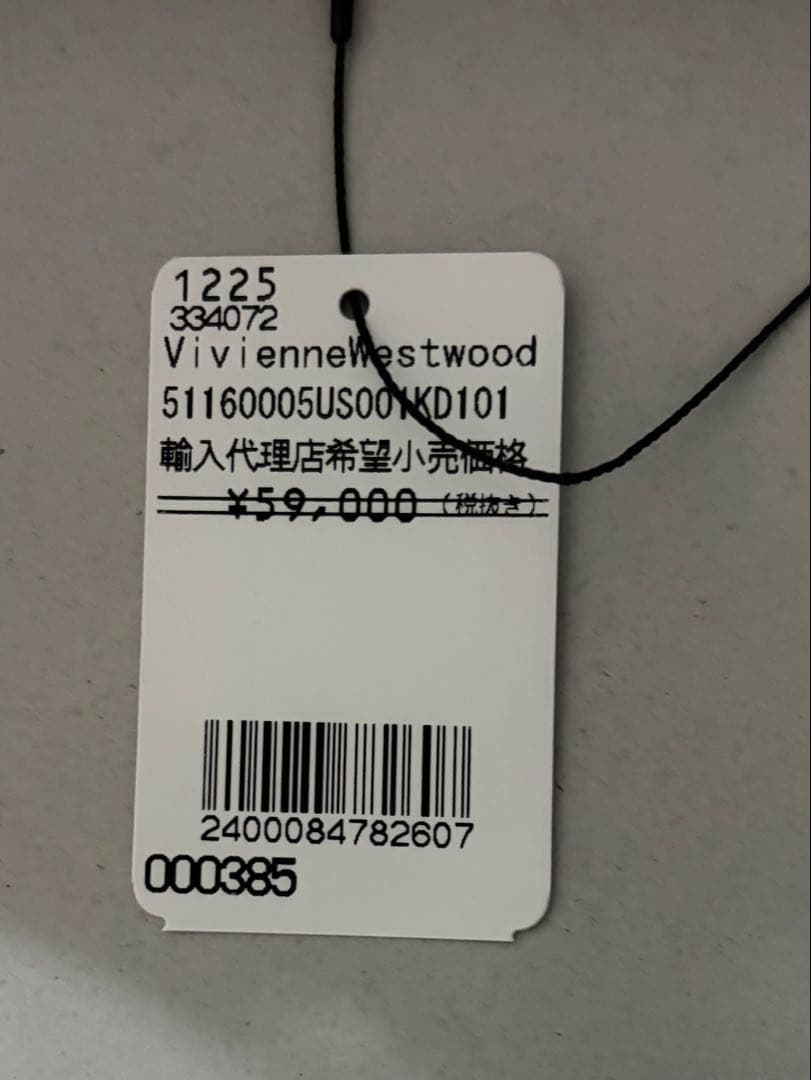 1225
334072
VivienneWestwood
51160005US001KD101
輸入代理店希望小売価格
¥59,000（税抜き）
2400084782607
000385